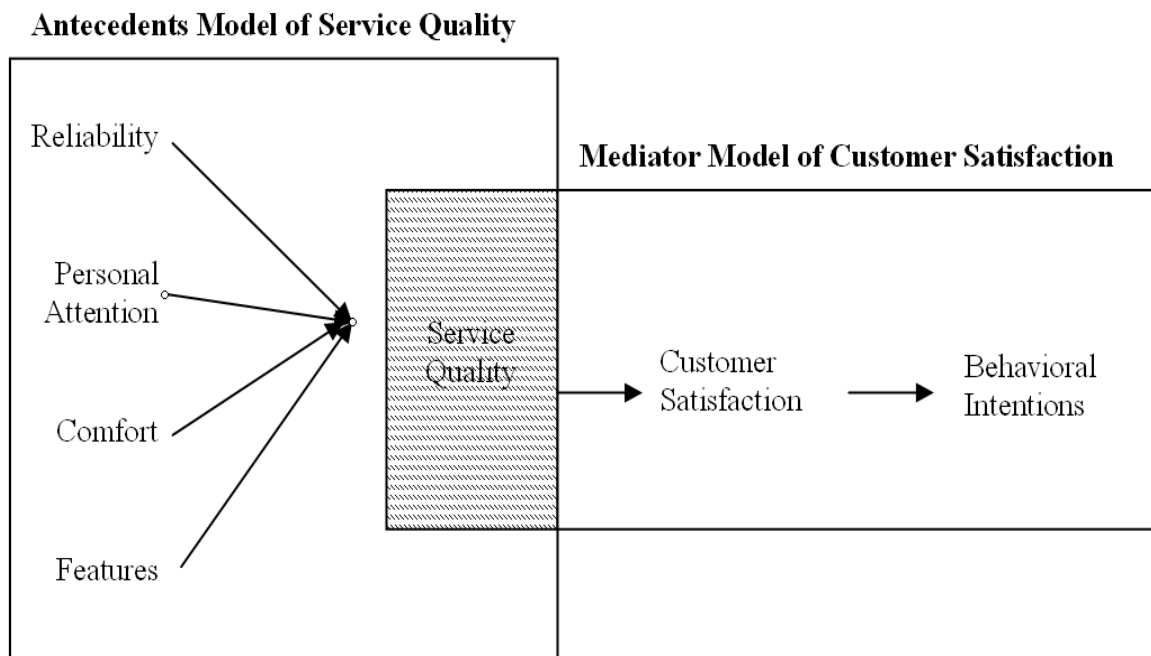 Antecedents Model of Service Quality
Reliability
Mediator Model of Customer Satisfaction
Personal
Attention
Service
Quality
Customer
Satisfaction
Behavioral
Intentions
Comfort
Features